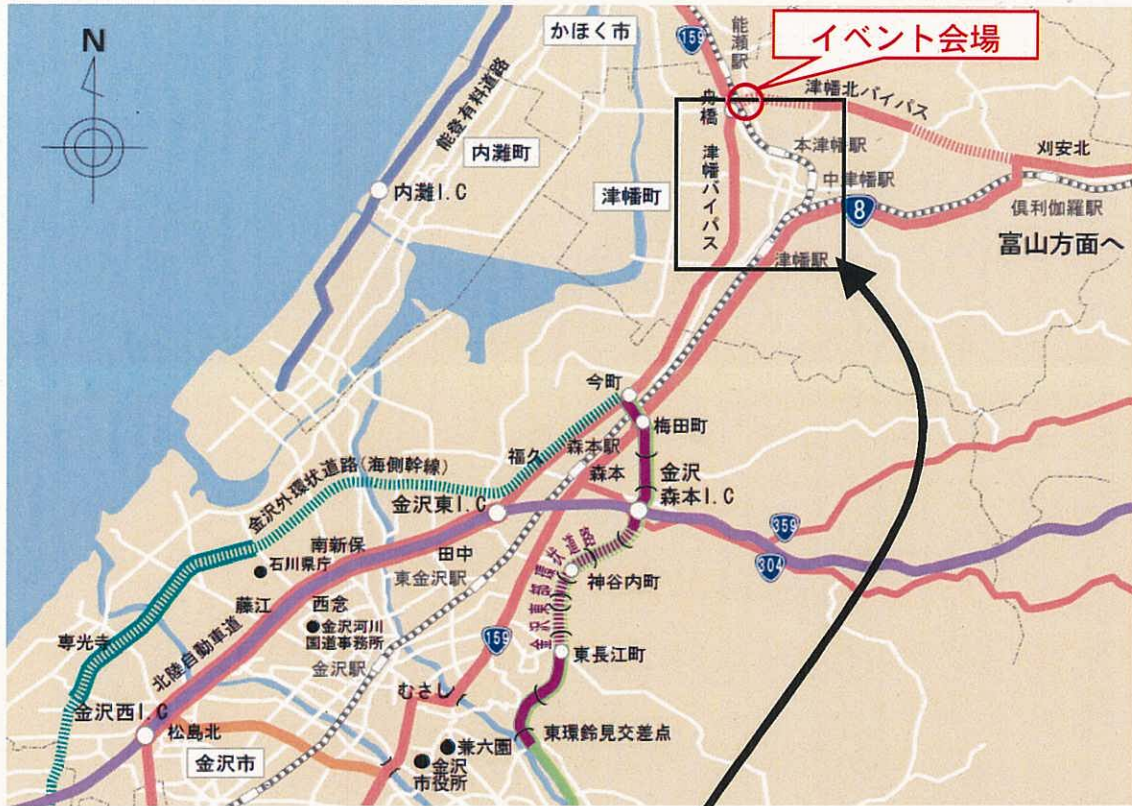 N
かほく市
159
能瀬駅
イベント会場
能登有料道路
舟橋
津幡北バイパス
内灘町
本津幡駅
刈安北
内灘I.C
津幡町
津幡バイパス
中津幡駅
8
倶利伽羅駅
富山方面へ
津幡駅
今町
梅田町
森本駅
福久
森本
金沢
森本I.C
金沢外環状道路(海側幹線)
金沢東I.C
359
南新保
田中
304
石川県庁
東金沢駅
金沢東部環状道路
神谷内町
藤江
西念
金沢河川
国道事務所
159
専光寺
北陸自動車道
金沢駅
東長江町
むさし
金沢西I.C
松島北
東環鈴見交差点
兼六園
金沢市
金沢
市役所